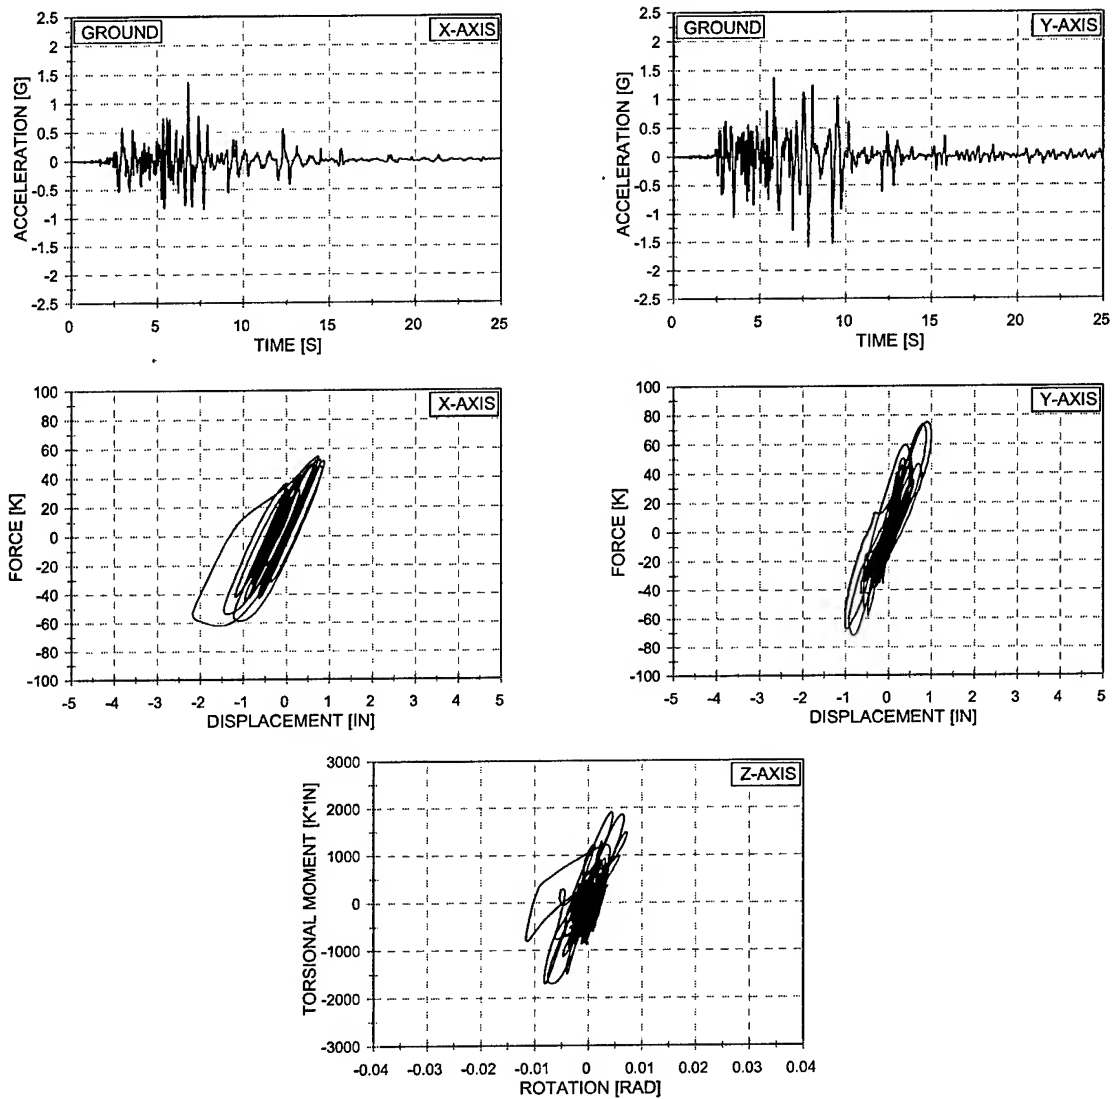 GROUND
X-AXIS
ACCELERATION [G]
2.5
2
1.5
1
0.5
0
-0.5
-1
-1.5
-2
-2.5
0 5 10 15 20 25
TIME [S]
GROUND
Y-AXIS
ACCELERATION [G]
2.5
2
1.5
1
0.5
0
-0.5
-1
-1.5
-2
-2.5
0 5 10 15 20 25
TIME [S]
X-AXIS
FORCE [K]
100
80
60
40
20
0
-20
-40
-60
-80
-100
-5 -4 -3 -2 -1 0 1 2 3 4 5
DISPLACEMENT [IN]
Y-AXIS
FORCE [K]
100
80
60
40
20
0
-20
-40
-60
-80
-100
-5 -4 -3 -2 -1 0 1 2 3 4 5
DISPLACEMENT [IN]
Z-AXIS
TORSIONAL MOMENT [K*IN]
3000
2000
1000
0
-1000
-2000
-3000
-0.04 -0.03 -0.02 -0.01 0 0.01 0.02 0.03 0.04
ROTATION [RAD]